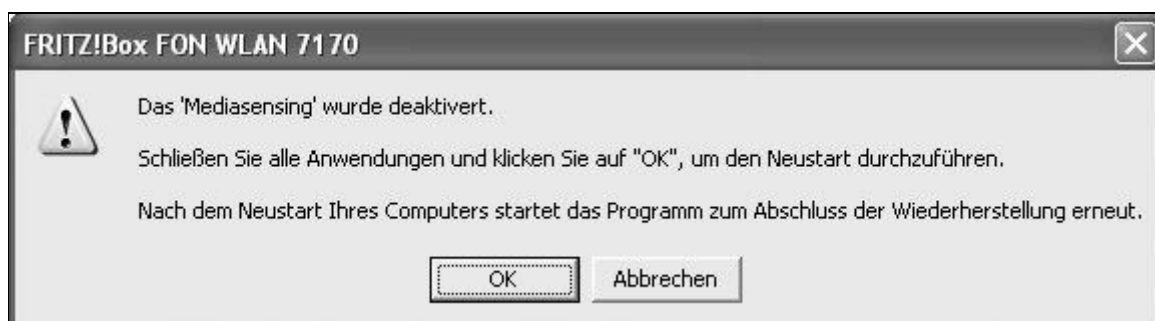 FRITZ!Box FON WLAN 7170
Das 'Mediasensing' wurde deaktivert.
Schließen Sie alle Anwendungen und klicken Sie auf "OK", um den Neustart durchzuführen.
Nach dem Neustart Ihres Computers startet das Programm zum Abschluss der Wiederherstellung erneut.
OK Abbrechen